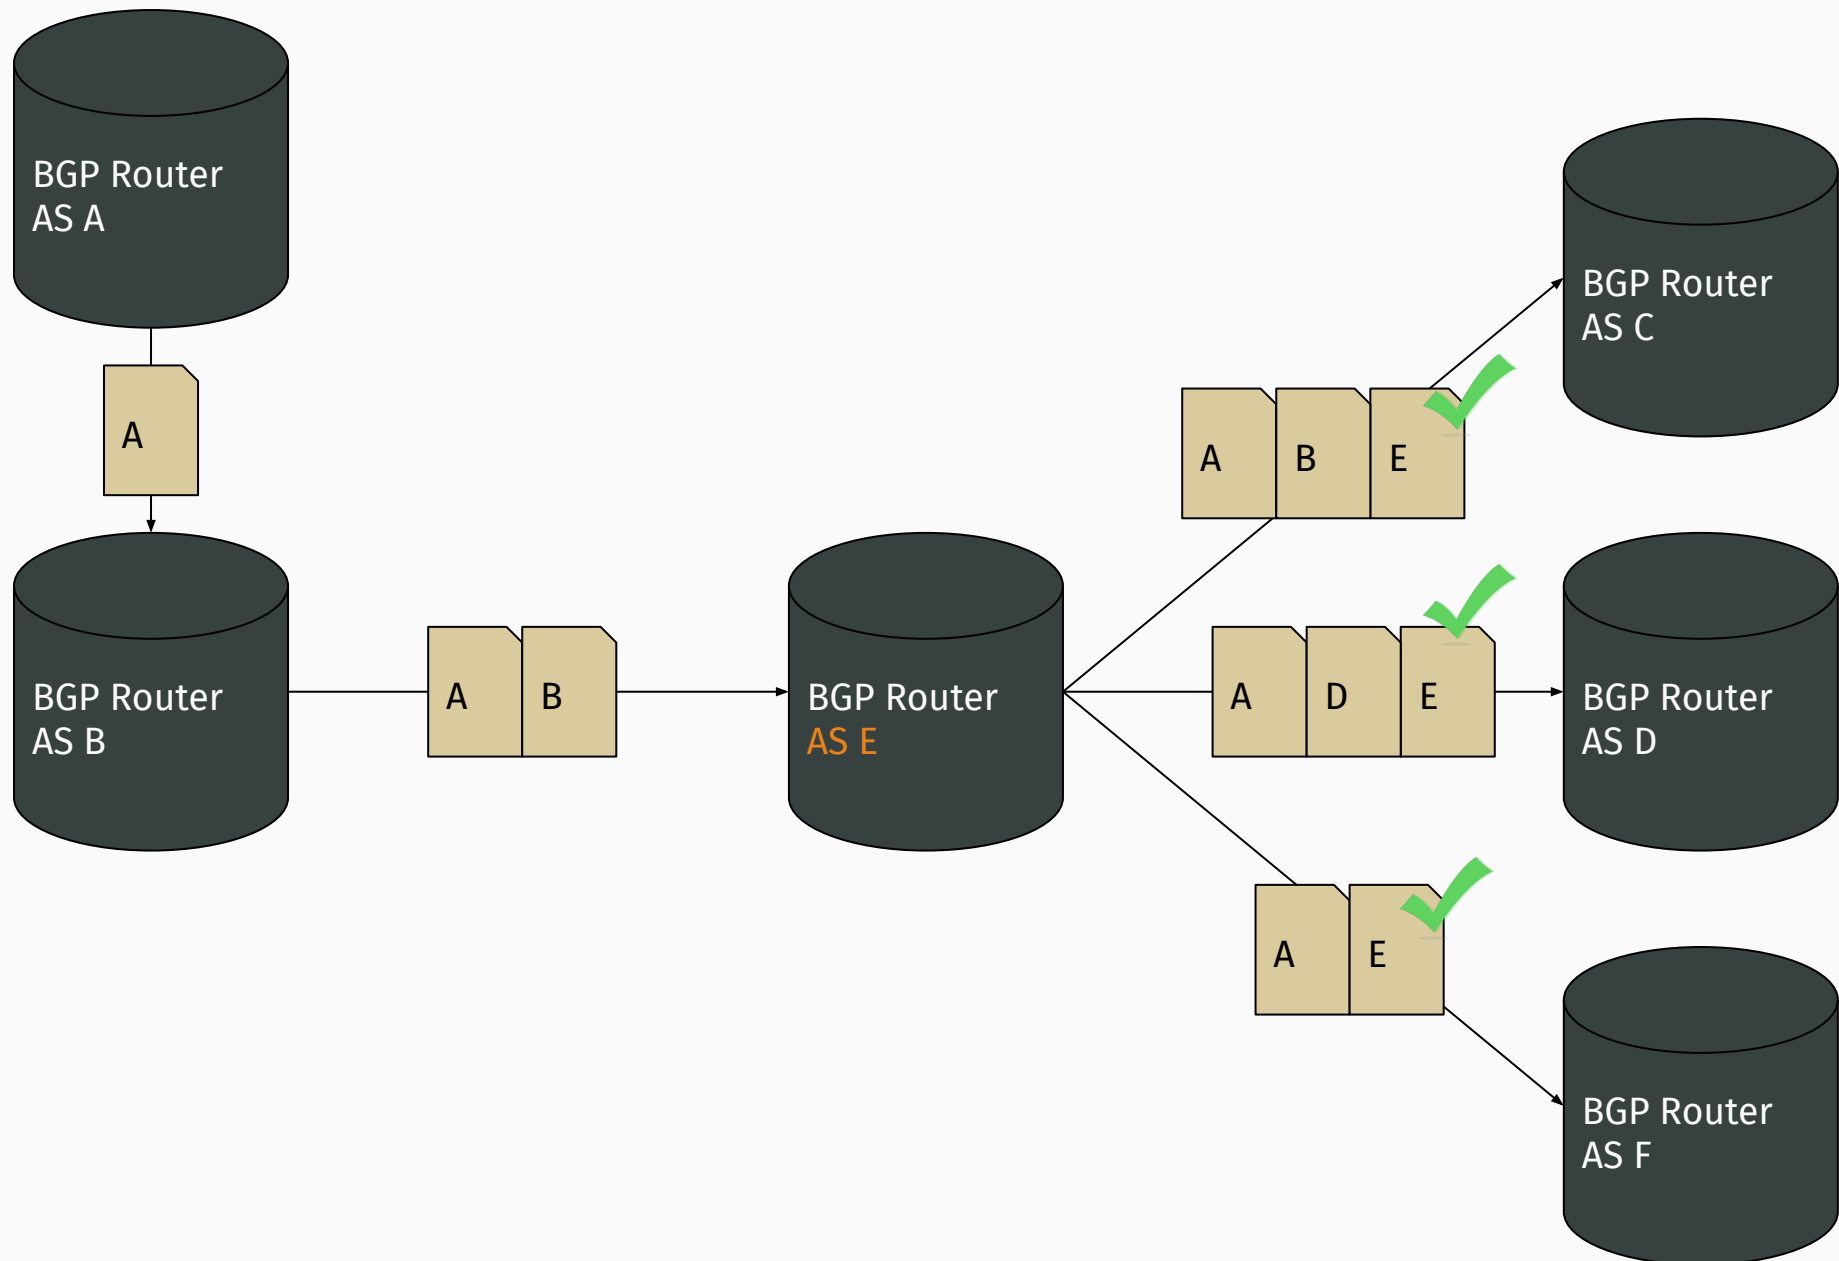 BGP Router
AS A
A
BGP Router
AS B
A B
BGP Router
AS E
A B E
BGP Router
AS C
A D E
BGP Router
AS D
A E
BGP Router
AS F